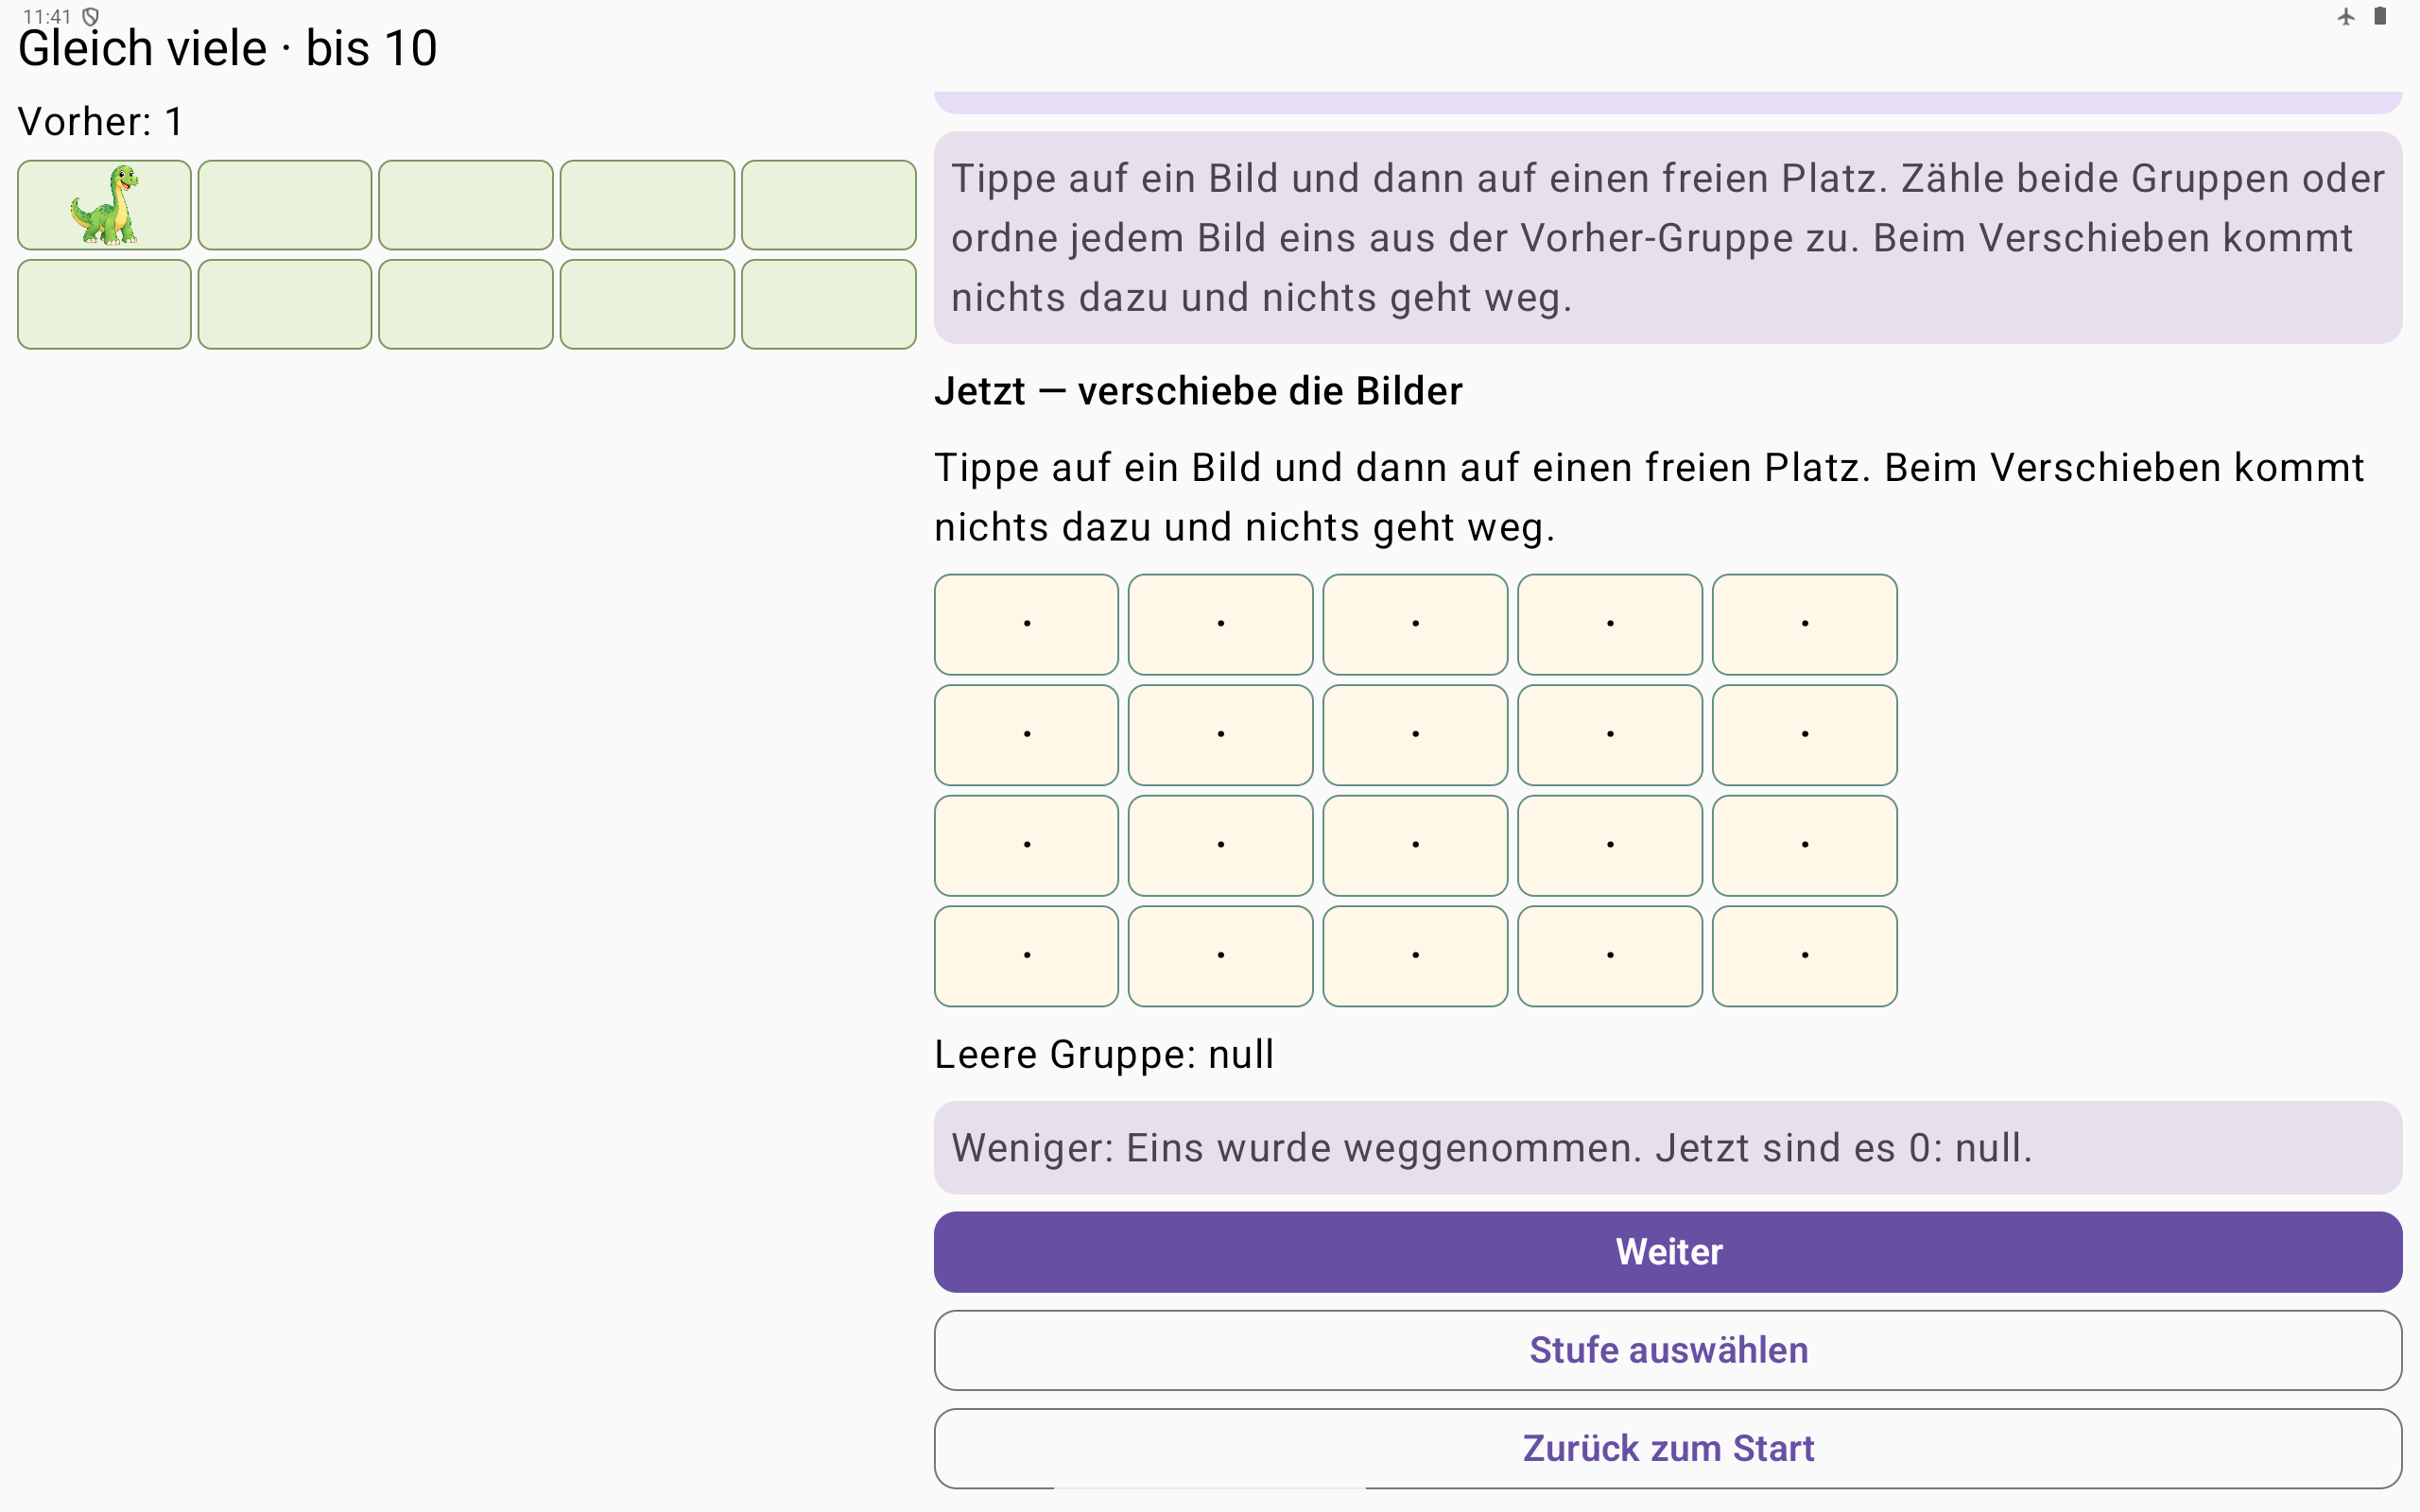 11:41
Gleich viele · bis 10
Vorher: 1
Tippe auf ein Bild und dann auf einen freien Platz. Zähle beide Gruppen oder
ordne jedem Bild eins aus der Vorher-Gruppe zu. Beim Verschieben kommt
nichts dazu und nichts geht weg.
Jetzt — verschiebe die Bilder
Tippe auf ein Bild und dann auf einen freien Platz. Beim Verschieben kommt
nichts dazu und nichts geht weg.
Leere Gruppe: null
Weniger: Eins wurde weggenommen. Jetzt sind es 0: null.
Weiter
Stufe auswählen
Zurück zum Start